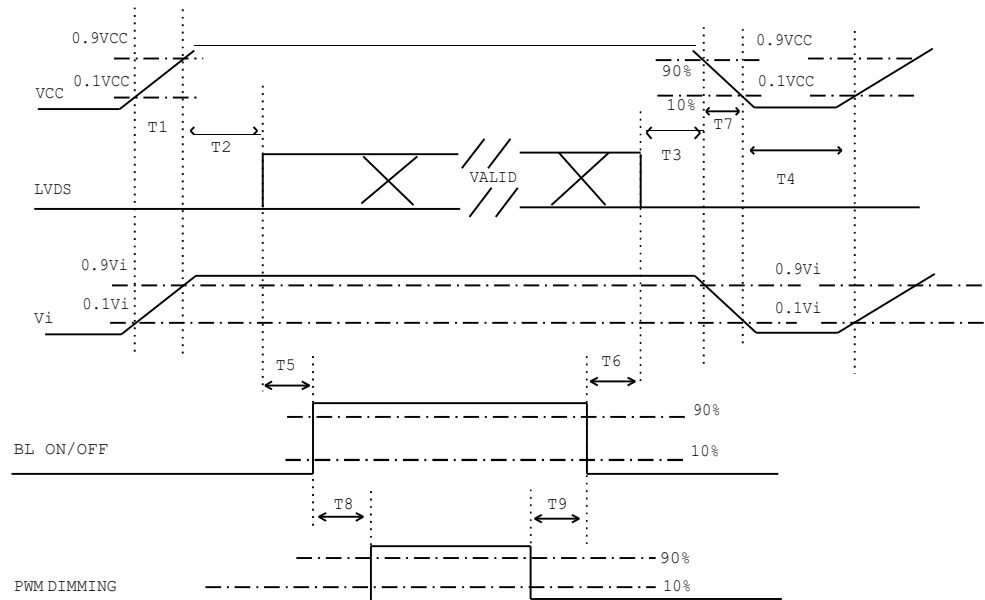 0.9VCC
0.9VCC
90%
0.1VCC
0.1VCC
VCC
10%
T1
T7
T2
T3
VALID
T4
LVDS
0.9Vi
0.9Vi
0.1Vi
0.1Vi
Vi
T5
T6
90%
BL ON/OFF
10%
T8
T9
90%
PWM DIMMING
10%